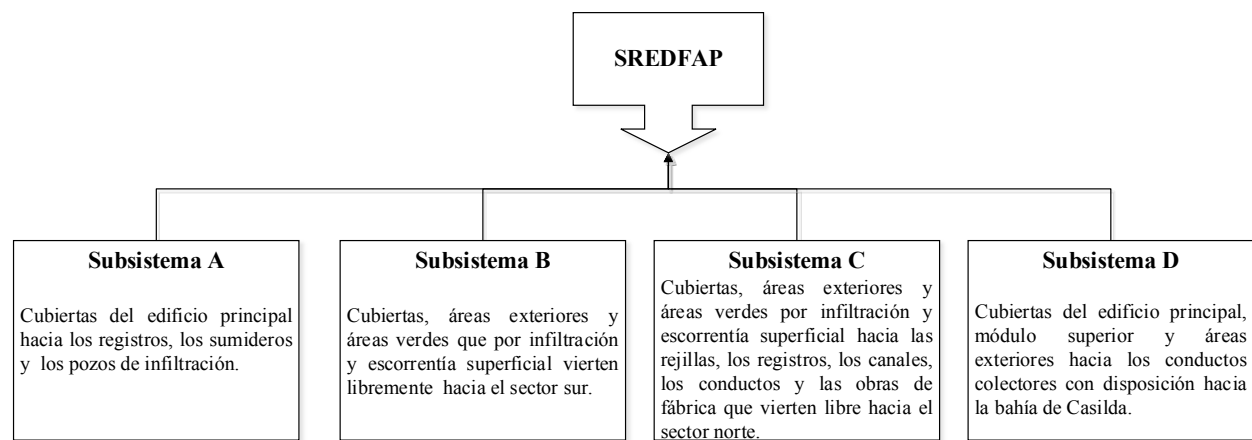 SREDFAP
Subsistema A
Cubiertas del edificio principal
hacia los registros, los sumideros
y los pozos de infiltración.
Subsistema B
Cubiertas, áreas exteriores y
áreas verdes que por infiltración
y escorrentía superficial vierten
libremente hacia el sector sur.
Subsistema C
Cubiertas, áreas exteriores y
áreas verdes por infiltración y
escorrentía superficial hacia las
rejillas, los registros, los canales,
los conductos y las obras de
fábrica que vierten libre hacia el
sector norte.
Subsistema D
Cubiertas del edificio principal,
módulo superior y áreas
exteriores hacia los conductos
colectores con disposición hacia
la bahía de Casilda.